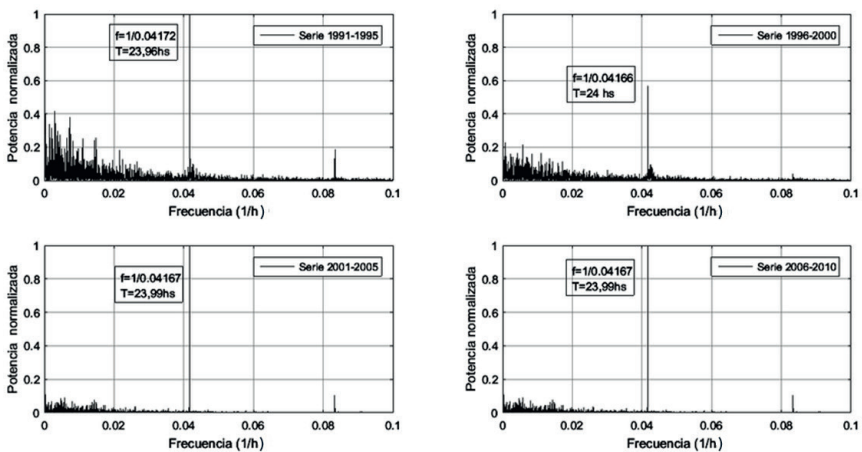 f=1/0.04172
T=23,96hs
Serie 1991-1995
Potencia normalizada
1
0.8
0.6
0.4
0.2
0
0 0.02 0.04 0.06 0.08 0.1
Frecuencia (1/h)
f=1/0.04166
T=24 hs
Serie 1996-2000
Potencia normalizada
1
0.8
0.6
0.4
0.2
0
0 0.02 0.04 0.06 0.08 0.1
Frecuencia (1/h)
f=1/0.04167
T=23,99hs
Serie 2001-2005
Potencia normalizada
1
0.8
0.6
0.4
0.2
0
0 0.02 0.04 0.06 0.08 0.1
Frecuencia (1/h)
f=1/0.04167
T=23,99hs
Serie 2006-2010
Potencia normalizada
1
0.8
0.6
0.4
0.2
0
0 0.02 0.04 0.06 0.08 0.1
Frecuencia (1/h)